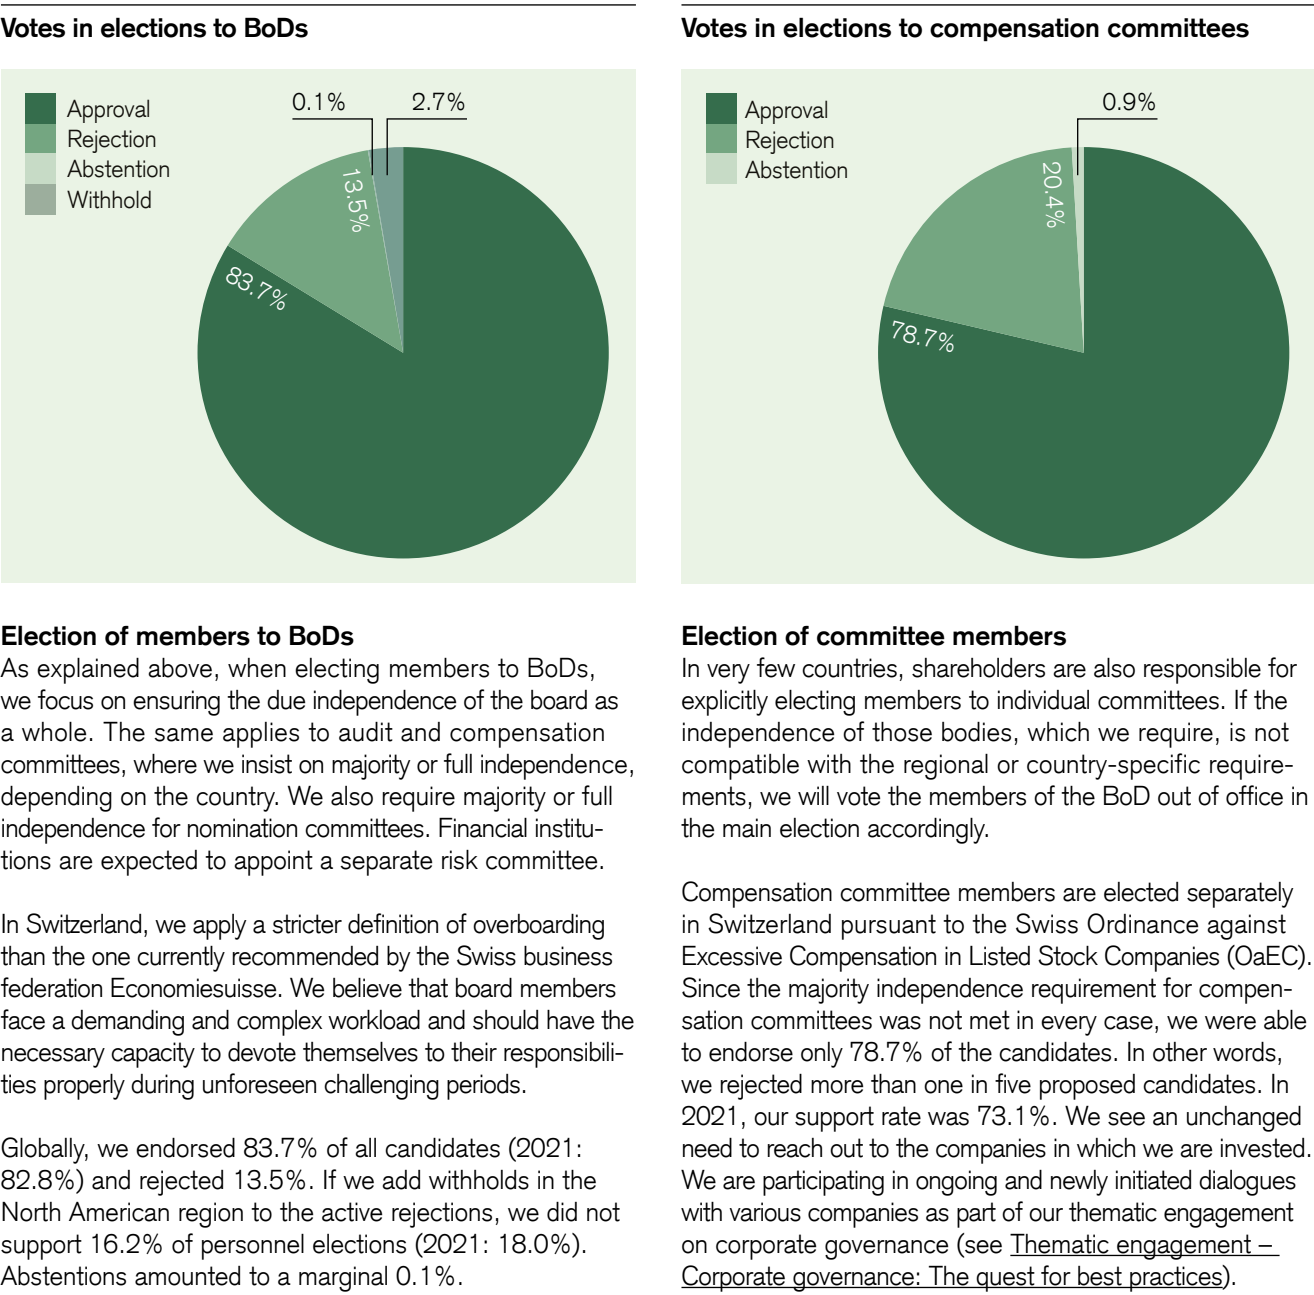 Votes in elections to BoDs
Approval
Rejection
Abstention
Withhold
0.1%
2.7%
13.5%
83.7%
Election of members to BoDs
As explained above, when electing members to BoDs,
we focus on ensuring the due independence of the board as
a whole. The same applies to audit and compensation
committees, where we insist on majority or full independence,
depending on the country. We also require majority or full
independence for nomination committees. Financial institu-
tions are expected to appoint a separate risk committee.
In Switzerland, we apply a stricter definition of overboarding
than the one currently recommended by the Swiss business
federation Economiesuisse. We believe that board members
face a demanding and complex workload and should have the
necessary capacity to devote themselves to their responsibili-
ties properly during unforeseen challenging periods.
Globally, we endorsed 83.7% of all candidates (2021:
82.8%) and rejected 13.5%. If we add withholds in the
North American region to the active rejections, we did not
support 16.2% of personnel elections (2021: 18.0%).
Abstentions amounted to a marginal 0.1%.
Votes in elections to compensation committees
Approval
Rejection
Abstention
0.9%
20.4%
78.7%
Election of committee members
In very few countries, shareholders are also responsible for
explicitly electing members to individual committees. If the
independence of those bodies, which we require, is not
compatible with the regional or country-specific require-
ments, we will vote the members of the BoD out of office in
the main election accordingly.
Compensation committee members are elected separately
in Switzerland pursuant to the Swiss Ordinance against
Excessive Compensation in Listed Stock Companies (OaEC).
Since the majority independence requirement for compen-
sation committees was not met in every case, we were able
to endorse only 78.7% of the candidates. In other words,
we rejected more than one in five proposed candidates. In
2021, our support rate was 73.1%. We see an unchanged
need to reach out to the companies in which we are invested.
We are participating in ongoing and newly initiated dialogues
with various companies as part of our thematic engagement
on corporate governance (see Thematic engagement –
Corporate governance: The quest for best practices).